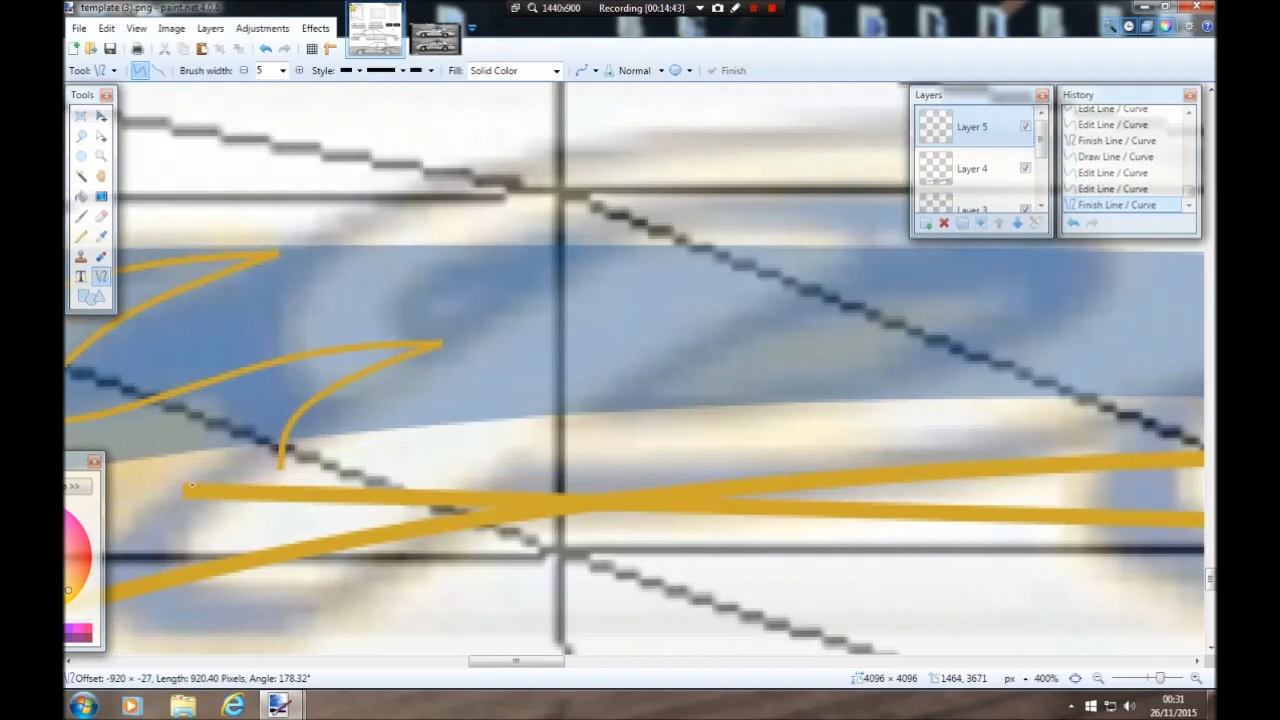 template (3).png - paint.net 4.0.6
1440x900 Recording [00:14:43]
File Edit View Image Layers Adjustments Effects
Tool: Brush width: 5 Style: Fill: Solid Color Normal Finish
Tools
Layers
Layer 5
Layer 4
Layer 3
History
Edit Line / Curve
Edit Line / Curve
Finish Line / Curve
Draw Line / Curve
Edit Line / Curve
Edit Line / Curve
Finish Line / Curve
>>
Offset: -920 × -27, Length: 920.40 Pixels, Angle: 178.32° 4096 × 4096 1464, 3671 px 400%
00:31
26/11/2015